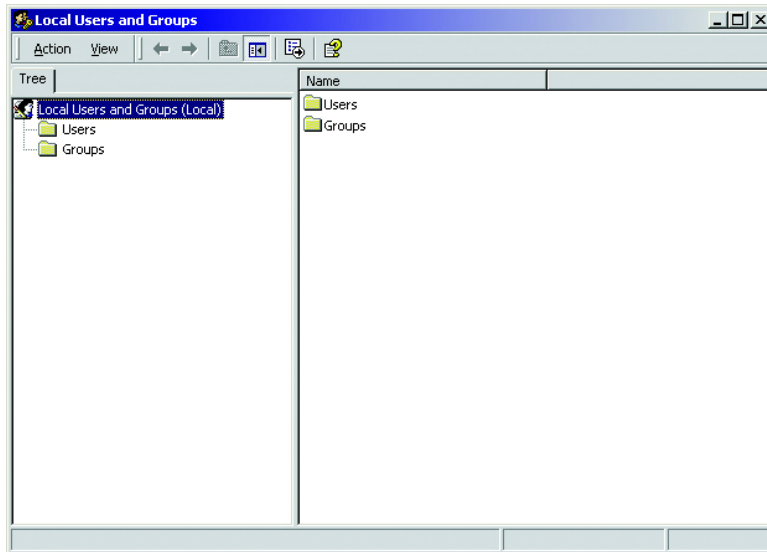 Local Users and Groups
Action View
Tree
Name
Local Users and Groups (Local)
Users
Groups
Users
Groups